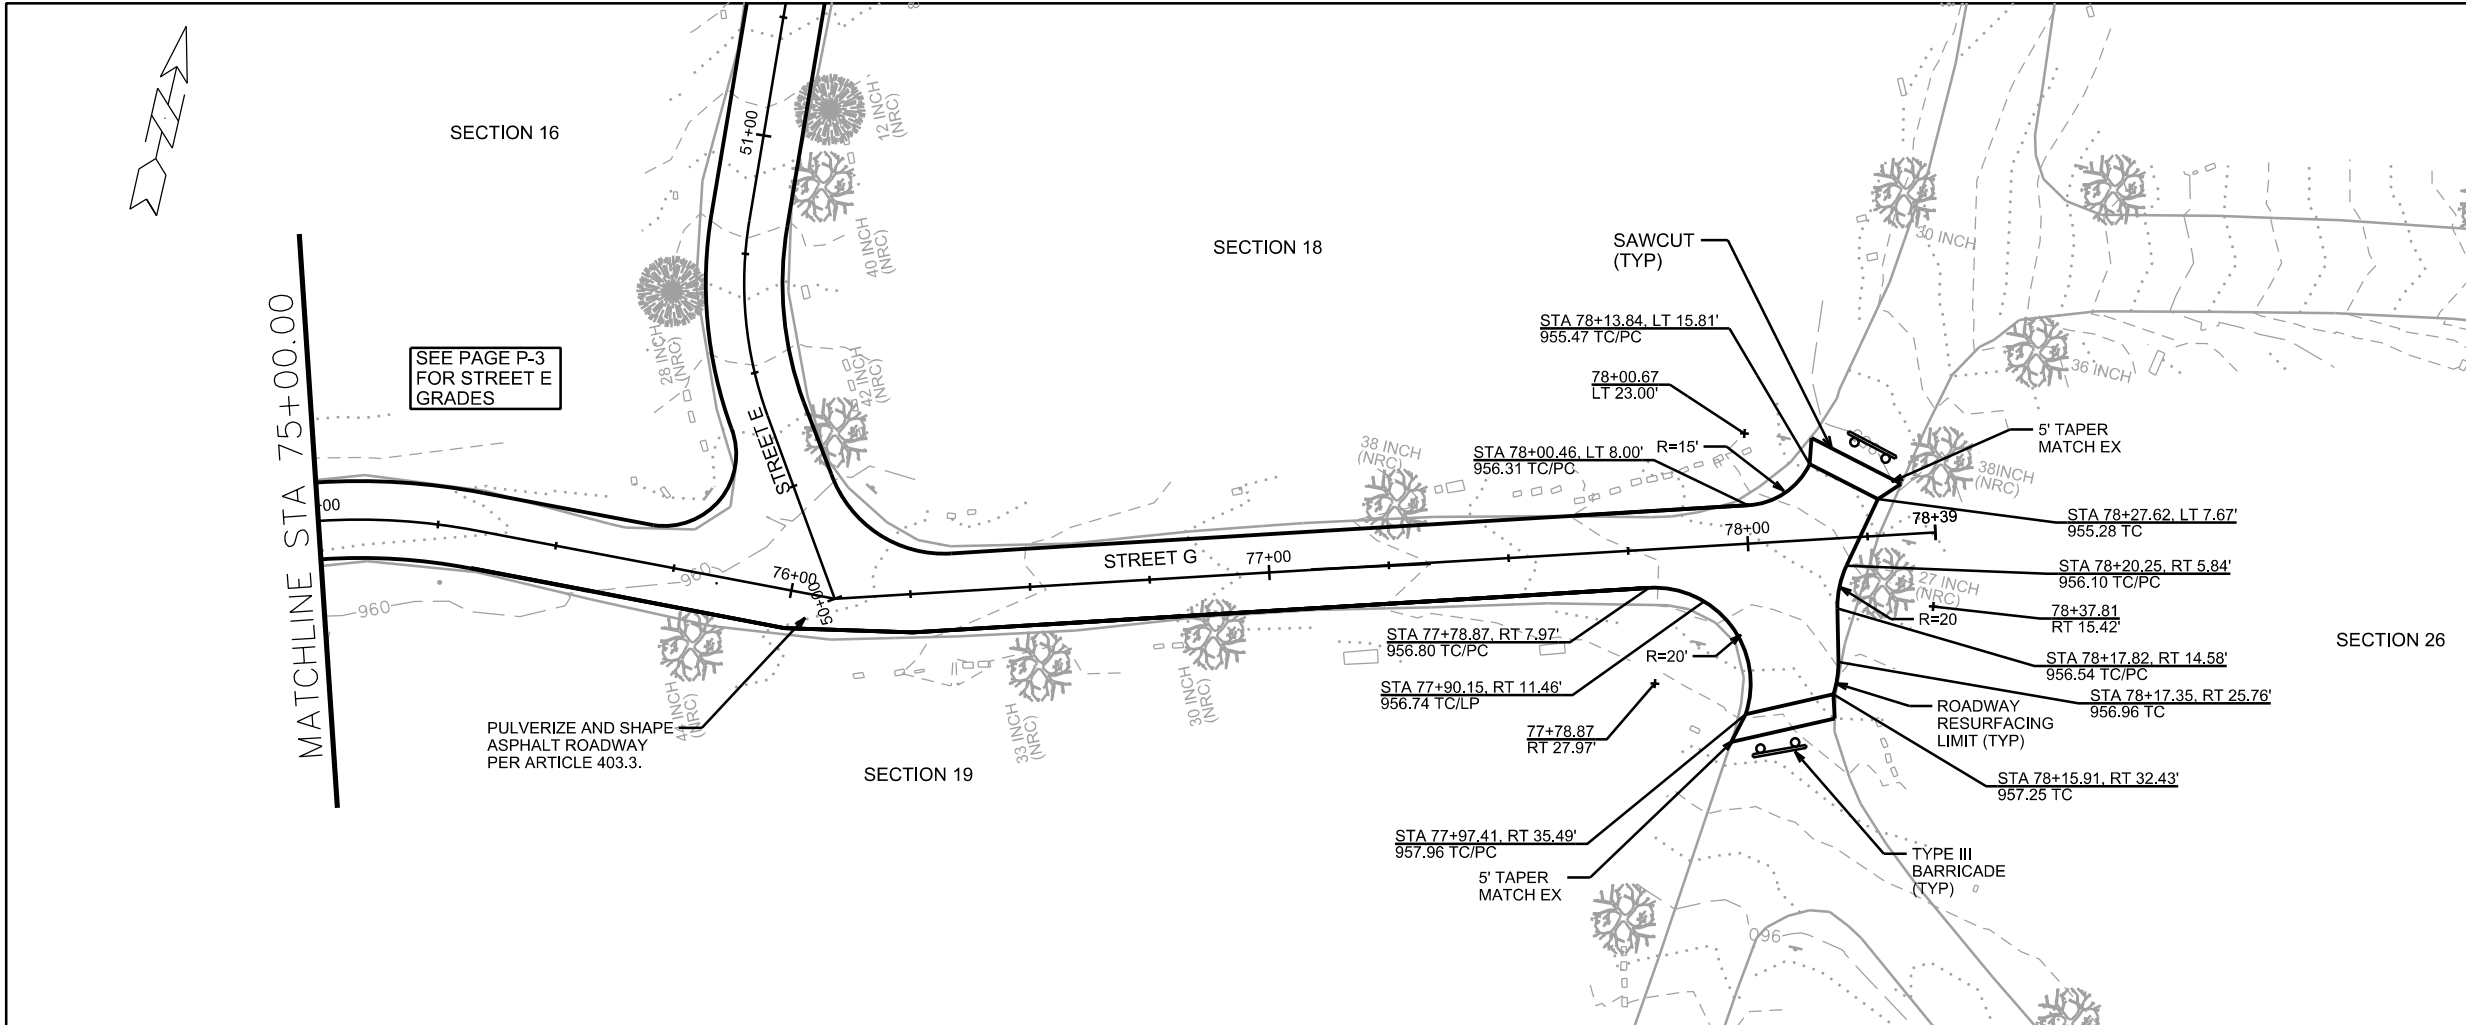 SECTION 16
SECTION 18
SECTION 19
SECTION 26
MATCHLINE STA 75+00.00
SEE PAGE P-3
FOR STREET E
GRADES
51+00
STREET E
12 INCH
(NRC)
40 INCH
(NRC)
28 INCH
(NRC)
42 INCH
(NRC)
+00
76+00
50+00
STREET G
77+00
78+00
78+39
960
960
PULVERIZE AND SHAPE
ASPHALT ROADWAY
PER ARTICLE 403.3.
(NRC)
33 INCH
(NRC)
30 INCH
(NRC)
38 INCH
(NRC)
SAWCUT
(TYP)
STA 78+13.84, LT 15.81'
955.47 TC/PC
78+00.67
LT 23.00'
R=15'
STA 78+00.46, LT 8.00'
956.31 TC/PC
30 INCH
36 INCH
5' TAPER
MATCH EX
38INCH
(NRC)
STA 78+27.62, LT 7.67'
955.28 TC
STA 78+20.25, RT 5.84'
956.10 TC/PC
27 INCH
(NRC)
78+37.81
RT 15.42'
R=20
STA 78+17.82, RT 14.58'
956.54 TC/PC
STA 78+17.35, RT 25.76'
956.96 TC
ROADWAY
RESURFACING
LIMIT (TYP)
STA 78+15.91, RT 32.43'
957.25 TC
TYPE III
BARRICADE
(TYP)
STA 77+78.87, RT 7.97'
956.80 TC/PC
R=20'
STA 77+90.15, RT 11.46'
956.74 TC/LP
77+78.87
RT 27.97'
STA 77+97.41, RT 35.49'
957.96 TC/PC
5' TAPER
MATCH EX
960